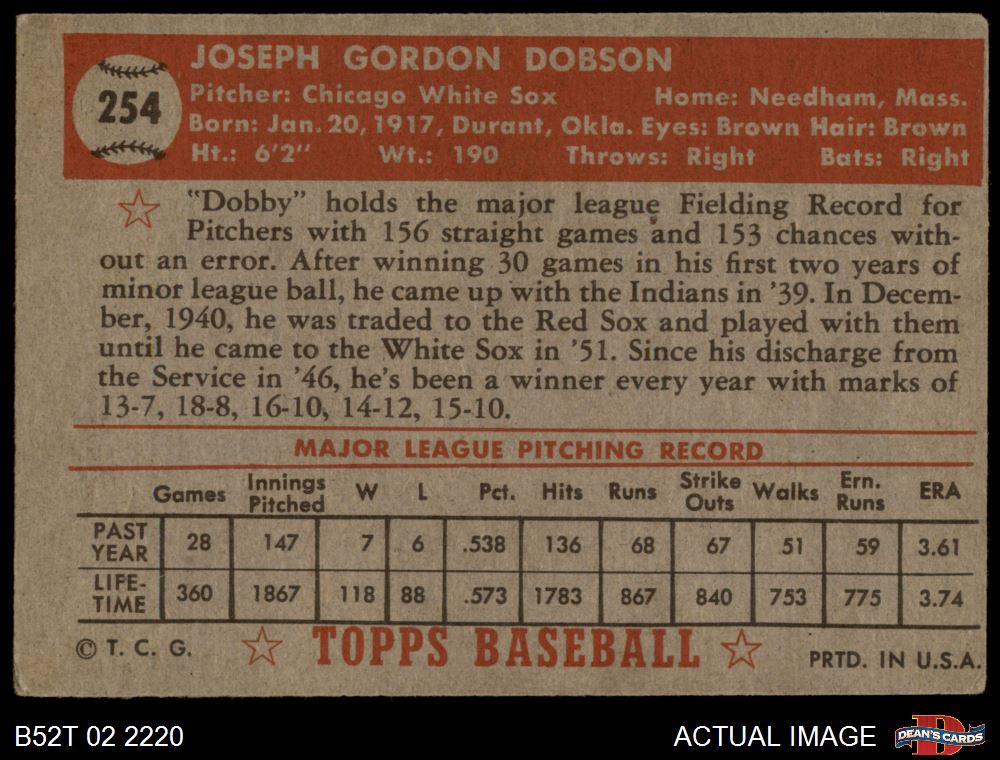 254
JOSEPH GORDON DOBSON
Pitcher: Chicago White Sox Home: Needham, Mass.
Born: Jan. 20, 1917, Durant, Okla. Eyes: Brown Hair: Brown
Ht.: 6'2" Wt.: 190 Throws: Right Bats: Right
"Dobby" holds the major league Fielding Record for
Pitchers with 156 straight games and 153 chances with-
out an error. After winning 30 games in his first two years of
minor league ball, he came up with the Indians in '39. In Decem-
ber, 1940, he was traded to the Red Sox and played with them
until he came to the White Sox in '51. Since his discharge from
the Service in '46, he's been a winner every year with marks of
13-7, 18-8, 16-10, 14-12, 15-10.
MAJOR LEAGUE PITCHING RECORD
Games Innings Pitched W L Pct. Hits Runs Strike Outs Walks Ern. Runs ERA
PAST YEAR 28 147 7 6 .538 136 68 67 51 59 3.61
LIFE-TIME 360 1867 118 88 .573 1783 867 840 753 775 3.74
© T. C. G. TOPPS BASEBALL PRTD. IN U.S.A.
B52T 02 2220 ACTUAL IMAGE D DEAN'S CARDS